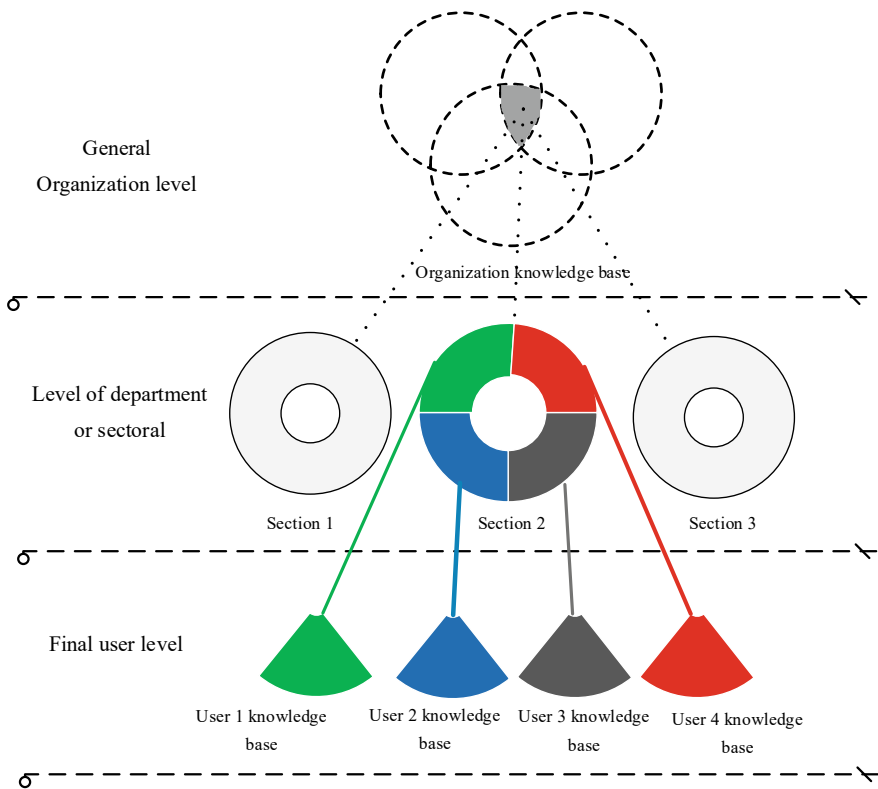 General
Organization level
Organization knowledge base
Level of department
or sectoral
Section 1
Section 2
Section 3
Final user level
User 1 knowledge
base
User 2 knowledge
base
User 3 knowledge
base
User 4 knowledge
base